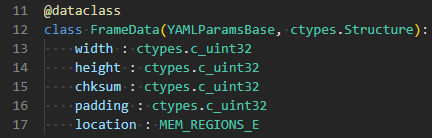 11 @dataclass
12 class FrameData(YAMLParamsBase, ctypes.Structure):
13 ····width : ctypes.c_uint32
14 ····height : ctypes.c_uint32
15 ····chksum : ctypes.c_uint32
16 ····padding : ctypes.c_uint32
17 ····location : MEM_REGIONS_E